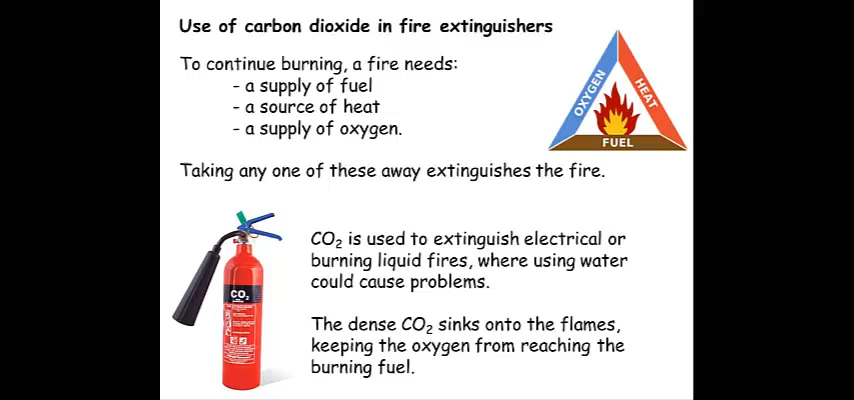 Use of carbon dioxide in fire extinguishers
To continue burning, a fire needs:
- a supply of fuel
- a source of heat
- a supply of oxygen.
OXYGEN
HEAT
FUEL
Taking any one of these away extinguishes the fire.
CO₂
CO₂ is used to extinguish electrical or
burning liquid fires, where using water
could cause problems.
The dense CO₂ sinks onto the flames,
keeping the oxygen from reaching the
burning fuel.